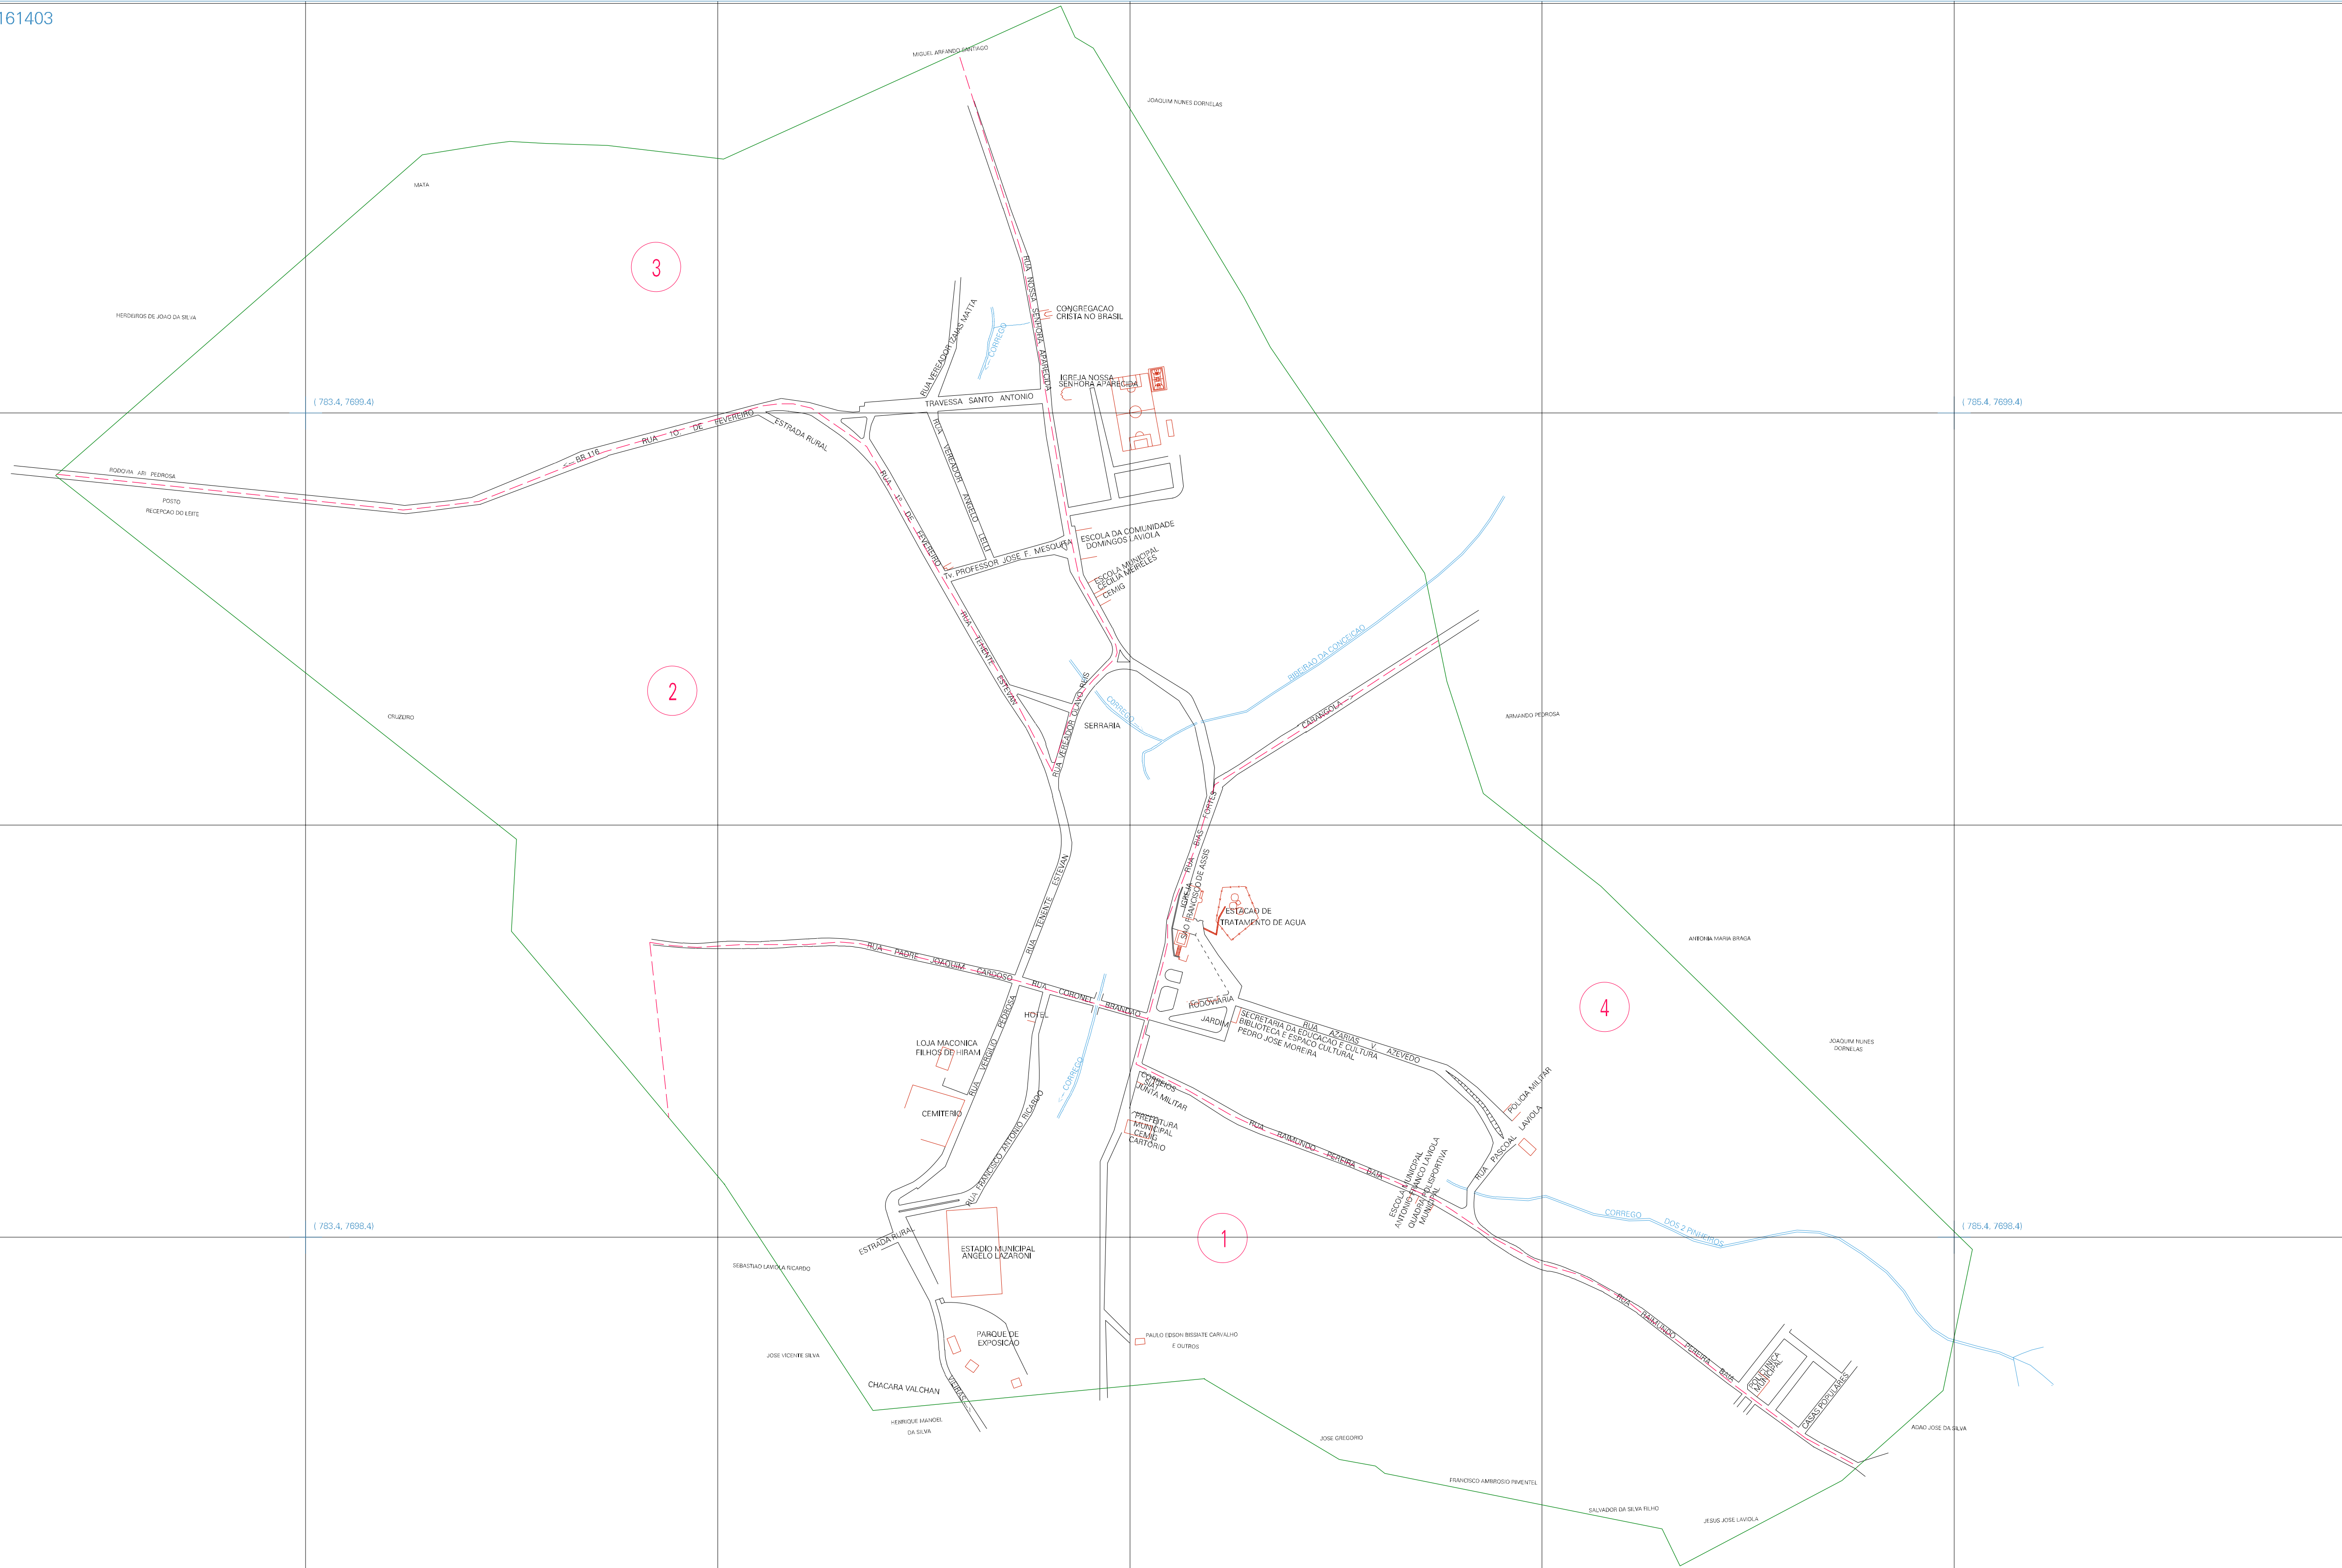 161403
MIGUEL ARFANDO SANTIAGO
JOAQUIM NUNES DORNELAS
MATA
3
HERDEIROS DE JOAO DA SILVA
RUA NOSSA SENHORA APARECIDA
CONGREGACAO
CRISTA NO BRASIL
RUA VEREADOR IZAIAS MATTA
<-- CORREGO
IGREJA NOSSA
SENHORA APARECIDA
TRAVESSA SANTO ANTONIO
( 783.4, 7699.4)
( 785.4, 7699.4)
RUA 1O. DE FEVEREIRO
ESTRADA RURAL
<-- BR 116
RODOVIA ARI PEDROSA
POSTO
RECEPCAO DO LEITE
RUA VEREADOR ANGELO LELLI
RUA 1º DE FEVEREIRO
Tv. PROFESSOR JOSE F. MESQUITA
ESCOLA DA COMUNIDADE
DOMINGOS LAVIOLA
ESCOLA MUNICIPAL
CECILIA MEIRELES
CEMIG
RUA TENENTE ESTEVAN
RIBEIRAO DA CONCEICAO
2
CRUZEIRO
RUA VEREADOR OLAVO REIS
CORREGO
SERRARIA
CARANGOLA
ARMANDO PEDROSA
RUA BIAS FORTES
IGREJA
SAO FRANCISCO DE ASSIS
RUA TENENTE ESTEVAN
ESTACAO DE
TRATAMENTO DE AGUA
ANTONIA MARIA BRAGA
RUA PADRE JOAQUIM CARDOSO
RUA CORONEL BRANDAO
RODOVIARIA
JARDIM
HOTEL
SECRETARIA DA EDUCACAO E CULTURA
BIBLIOTECA E ESPACO CULTURAL
PEDRO JOSE MOREIRA
RUA AZARIAS V. AZEVEDO
4
JOAQUIM NUNES
DORNELAS
LOJA MACONICA
FILHOS DE HIRAM
RUA VERGILIO PEDROSA
<-- CORREGO
CEMITERIO
CORREIOS
SIAT
JUNTA MILITAR
PREFEITURA
MUNICIPAL
CEMIG
CARTORIO
POLICIA MILITAR
RUA PASCOAL LAVIOLA
RUA RAIMUNDO PEREIRA BAIA
ESCOLA MUNICIPAL
ANTONIO FRANCO LAVIOLA
QUADRA POLISPORTIVA
MUNICIPAL
RUA FRANCISCO ANTONIO RICARDO
CORREGO DOS 2 PINHEIROS
( 783.4, 7698.4)
( 785.4, 7698.4)
1
ESTRADA RURAL
ESTADIO MUNICIPAL
ANGELO LAZARONI
SEBASTIAO LAVIOLA RICARDO
RUA RAIMUNDO PEREIRA BAIA
PARQUE DE
EXPOSICAO
PAULO EDSON BISSIATE CARVALHO
E OUTROS
JOSE VICENTE SILVA
POLICLINICA
MUNICIPAL
CASAS POPULARES
CHACARA VALCHAN
VIEIRAS -->
HENRIQUE MANOEL
DA SILVA
ADAO JOSE DA SILVA
JOSE GREGORIO
FRANCISCO AMBROSIO PIMENTEL
SALVADOR DA SILVA FILHO
JESUS JOSE LAVIOLA